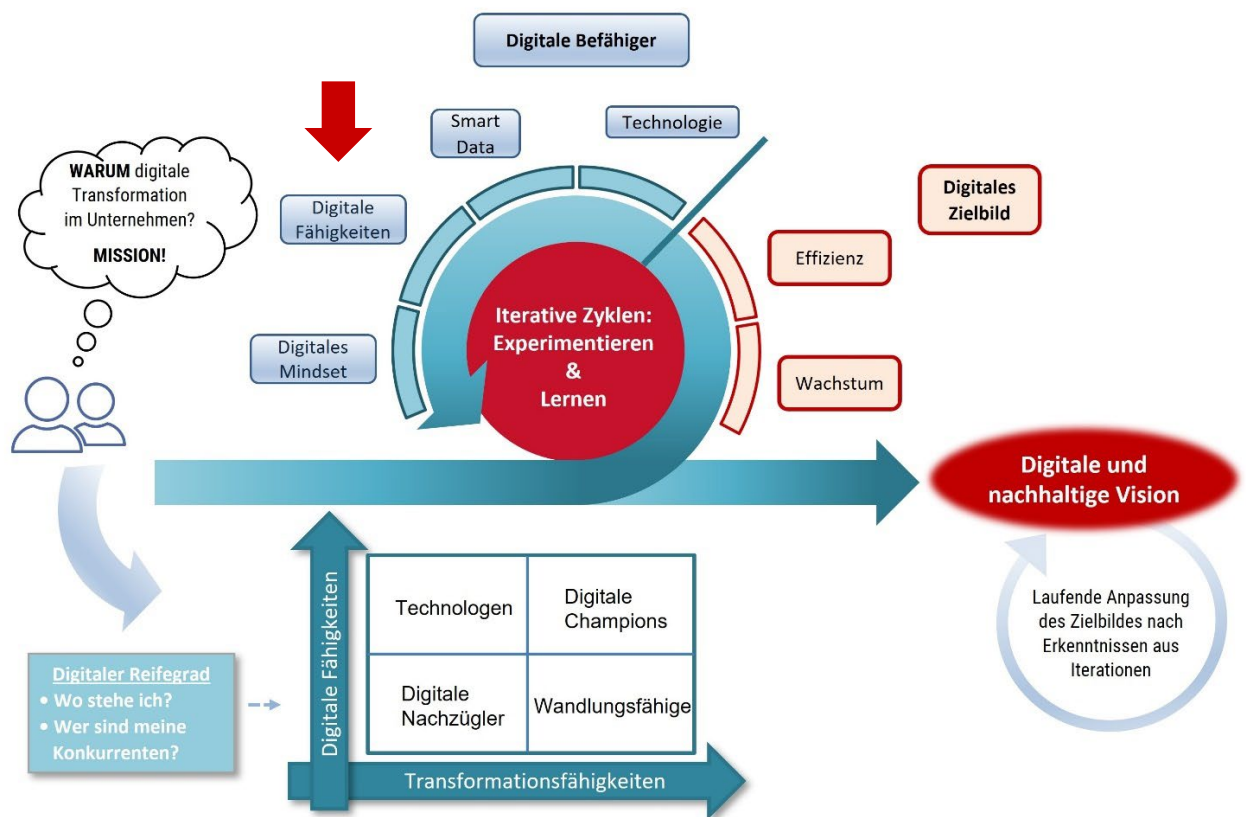 Digitale Befähiger
Smart
Data
Technologie
WARUM digitale
Transformation
im Unternehmen?
MISSION!
Digitale
Fähigkeiten
Digitales
Zielbild
Effizienz
Iterative Zyklen:
Experimentieren
&
Lernen
Digitales
Mindset
Wachstum
Digitale und
nachhaltige Vision
Laufende Anpassung
des Zielbildes nach
Erkenntnissen aus
Iterationen
Digitaler Reifegrad
• Wo stehe ich?
• Wer sind meine
Konkurrenten?
Digitale Fähigkeiten
Technologen
Digitale
Champions
Digitale
Nachzügler
Wandlungsfähige
Transformationsfähigkeiten